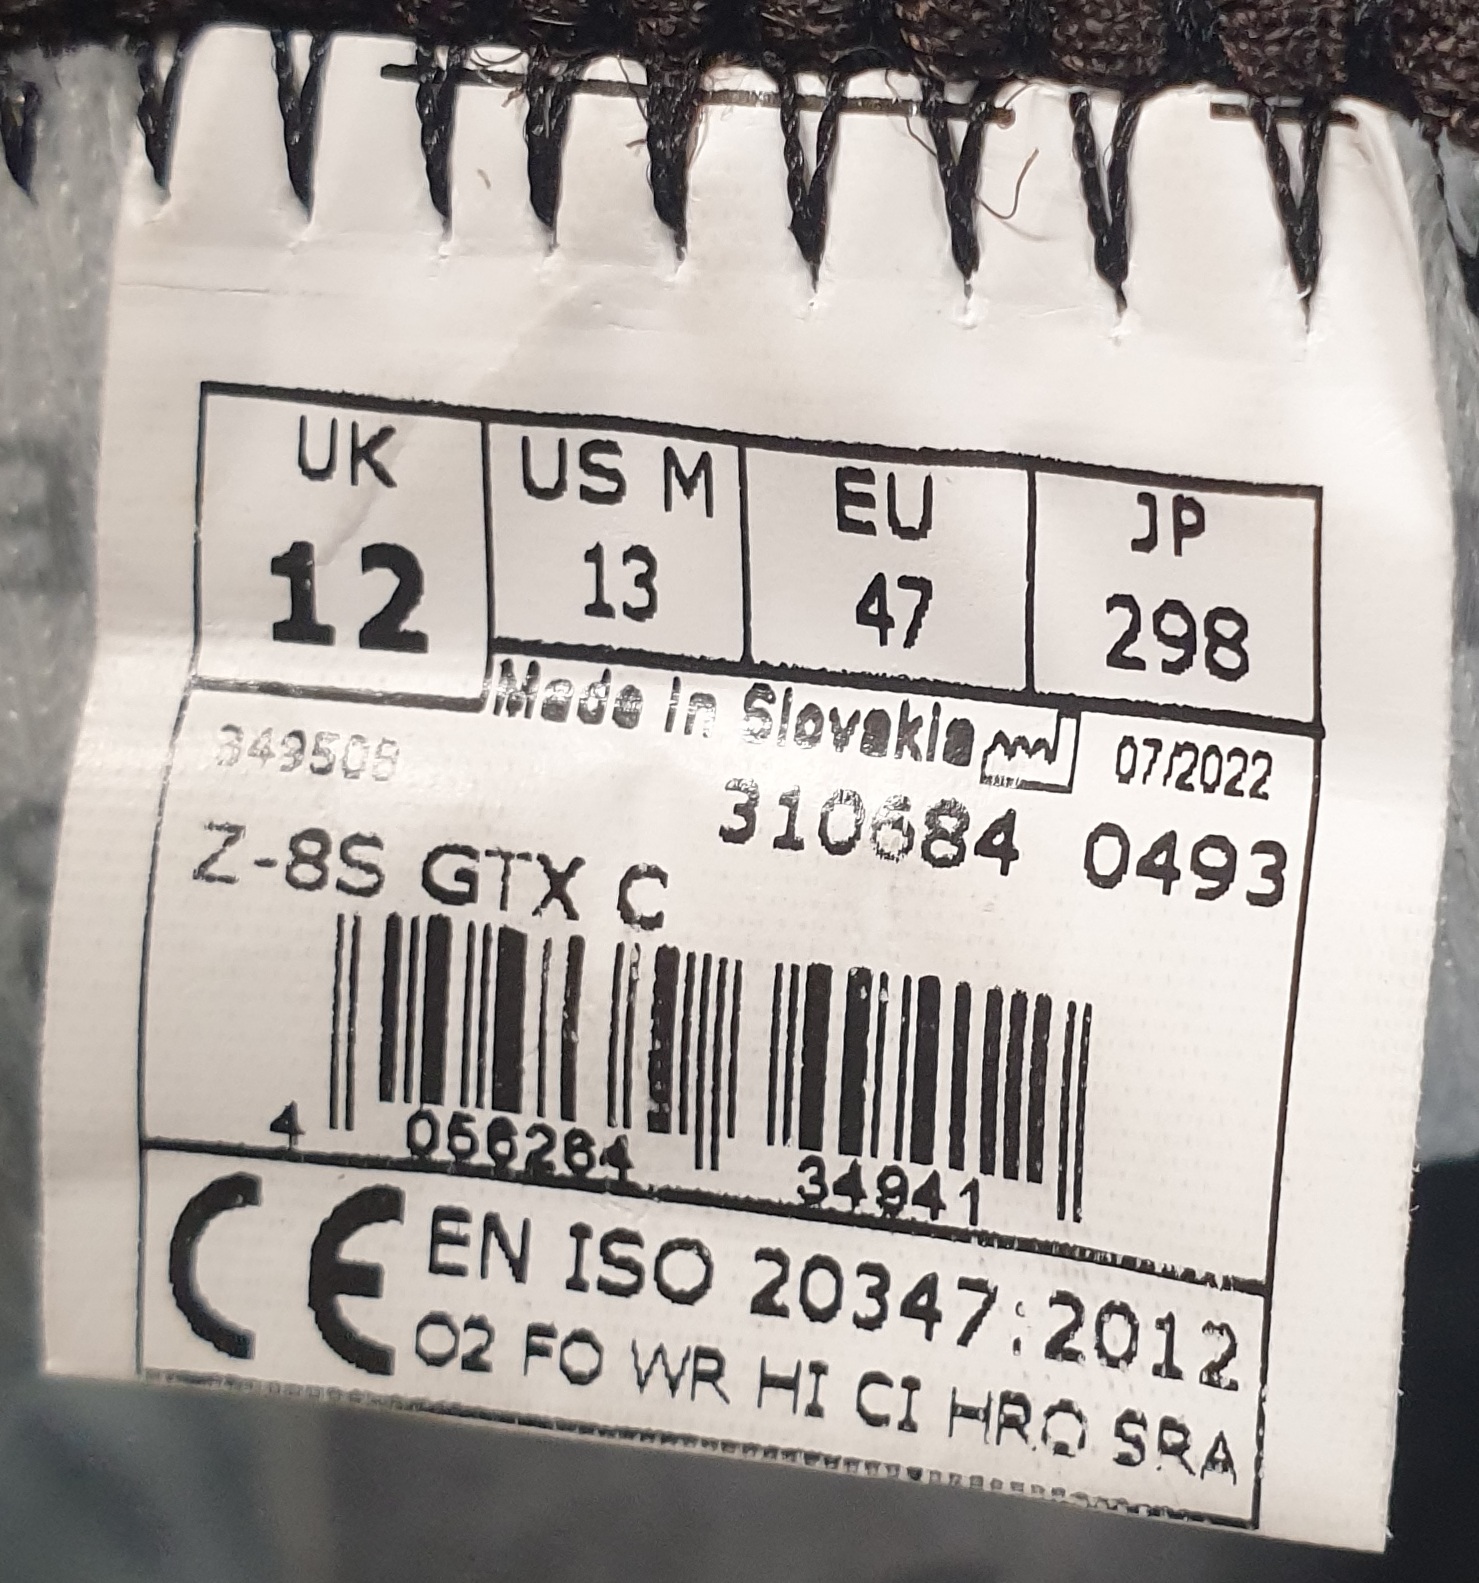 UK US M EU JP
12 13 47 298
Made in Slovakia 07/2022
310684 0493
Z-8S GTX C
4 056264 34941
CE EN ISO 20347:2012
O2 FO WR HI CI HRO SRA